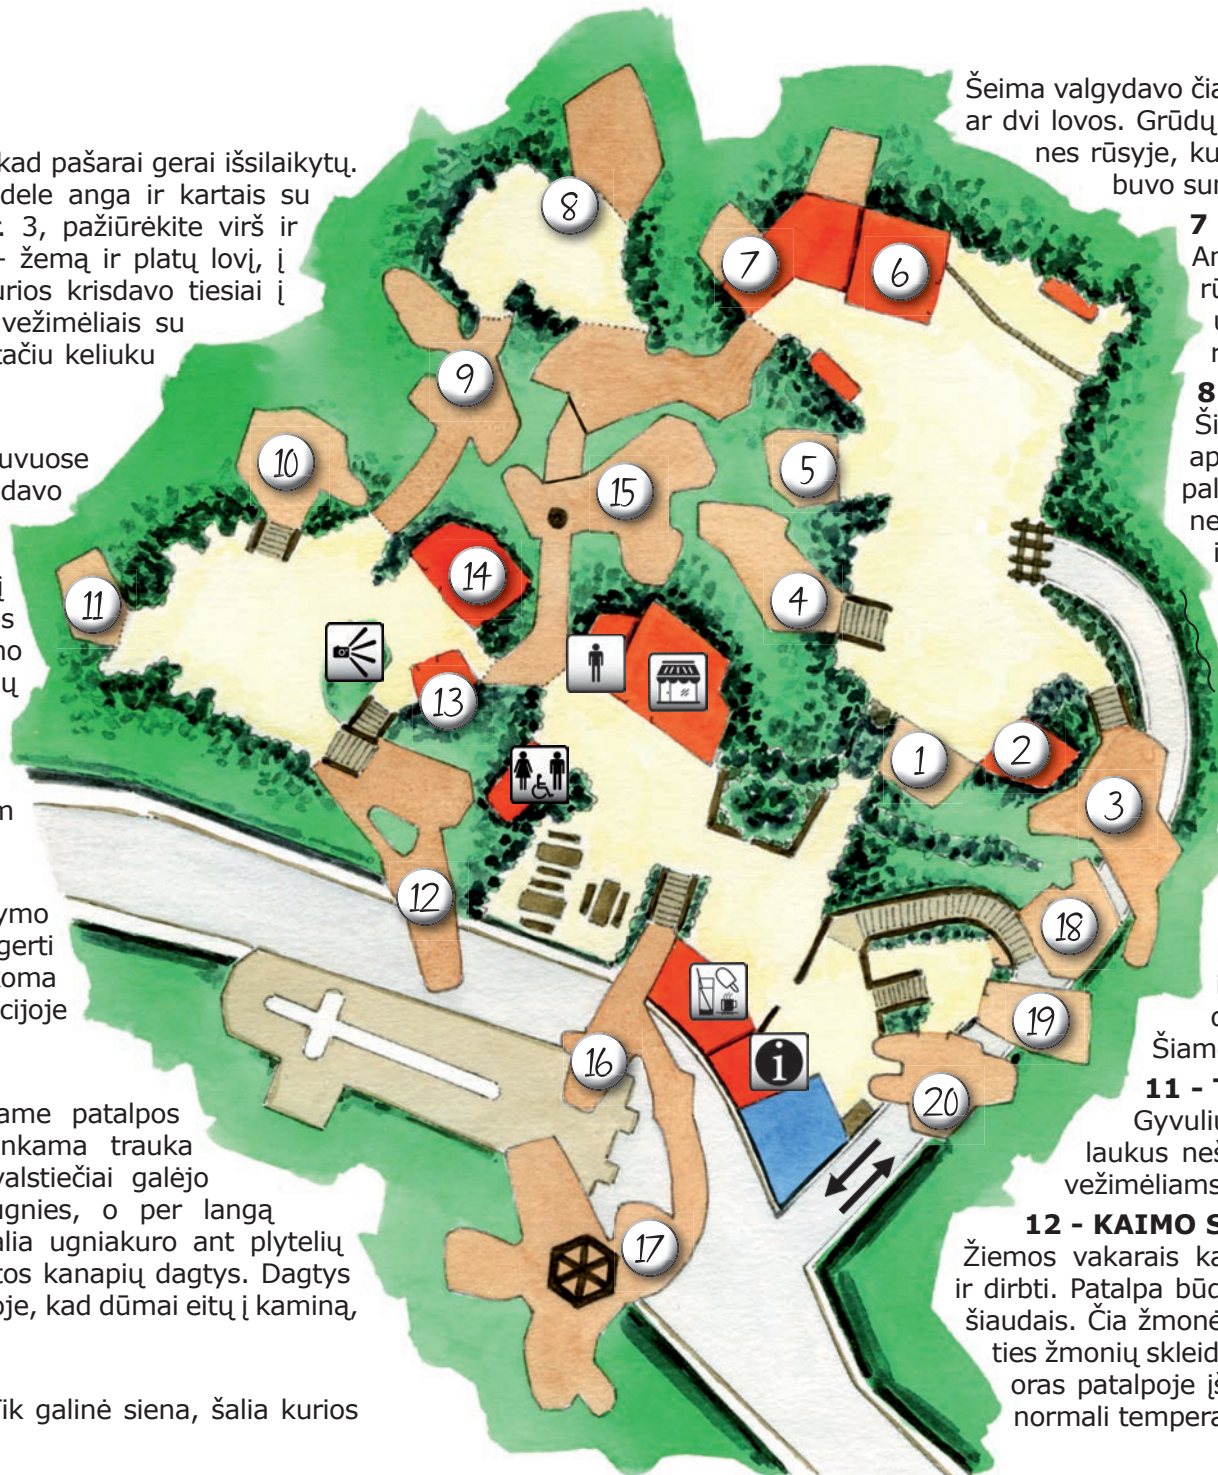 kad pašarai gerai išsilaikytų.
dele anga ir kartais su
. 3, pažiūrėkite virš ir
- žemą ir platų lovį, į
urios krisdavo tiesiai į
vežimėliais su
tačiu keliuku
uvuose
davo
į
s
no
ų
m
ymo
gerti
koma
cijoje
ame patalpos
nkama trauka
valstiečiai galėjo
ugnies, o per langą
alia ugniakuro ant plytelių
tos kanapių dagtys. Dagtys
oje, kad dūmai eitų į kaminą,
ik galinė siena, šalia kurios
8
7
6
9
10
15
5
14
4
11
13
1
2
3
12
18
19
16
i
20
17
Šeima valgydavo čia
ar dvi lovos. Grūdų
nes rūsyje, ku
buvo sur
7
Ar
rū
u
r
8
Ši
ap
pal
ne
i
Šiam
11 - T
Gyvulių
laukus neš
vežimėliams
12 - KAIMO S
Žiemos vakarais ka
ir dirbti. Patalpa būd
šiaudais. Čia žmonė
ties žmonių skleid
oras patalpoje įš
normali tempera